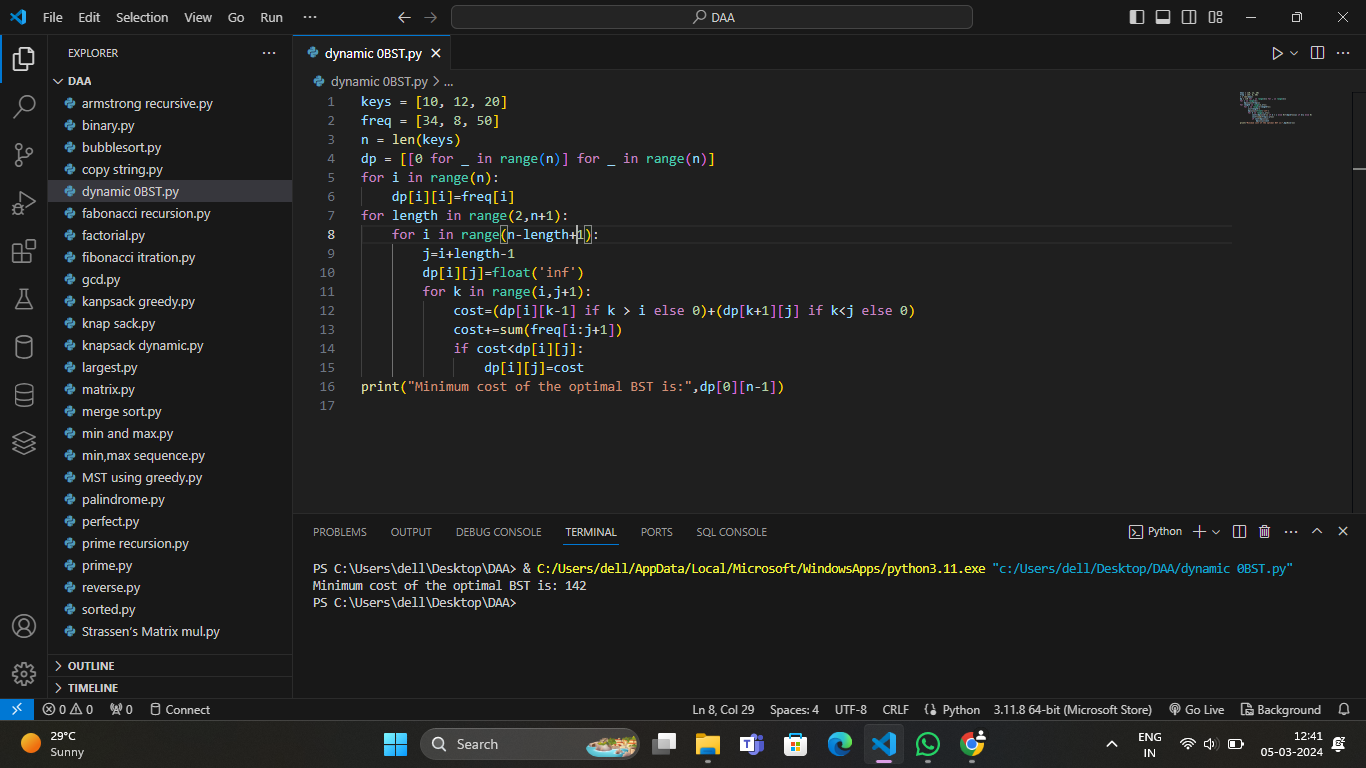 File Edit Selection View Go Run ··· DAA
EXPLORER ···
DAA
armstrong recursive.py
binary.py
bubblesort.py
copy string.py
dynamic 0BST.py
fabonacci recursion.py
factorial.py
fibonacci itration.py
gcd.py
kanpsack greedy.py
knap sack.py
knapsack dynamic.py
largest.py
matrix.py
merge sort.py
min and max.py
min,max sequence.py
MST using greedy.py
palindrome.py
perfect.py
prime recursion.py
prime.py
reverse.py
sorted.py
Strassen's Matrix mul.py
OUTLINE
TIMELINE
dynamic 0BST.py
dynamic 0BST.py > ...
1 keys = [10, 12, 20]
2 freq = [34, 8, 50]
3 n = len(keys)
4 dp = [[0 for _ in range(n)] for _ in range(n)]
5 for i in range(n):
6     dp[i][i]=freq[i]
7 for length in range(2,n+1):
8     for i in range(n-length+1):
9         j=i+length-1
10         dp[i][j]=float('inf')
11         for k in range(i,j+1):
12             cost=(dp[i][k-1] if k > i else 0)+(dp[k+1][j] if k<j else 0)
13             cost+=sum(freq[i:j+1])
14             if cost<dp[i][j]:
15                 dp[i][j]=cost
16 print("Minimum cost of the optimal BST is:",dp[0][n-1])
17
PROBLEMS OUTPUT DEBUG CONSOLE TERMINAL PORTS SQL CONSOLE Python
PS C:\Users\dell\Desktop\DAA> & C:/Users/dell/AppData/Local/Microsoft/WindowsApps/python3.11.exe "c:/Users/dell/Desktop/DAA/dynamic 0BST.py"
Minimum cost of the optimal BST is: 142
PS C:\Users\dell\Desktop\DAA>
0 0 0 Connect Ln 8, Col 29 Spaces: 4 UTF-8 CRLF Python 3.11.8 64-bit (Microsoft Store) Go Live Background
29°C
Sunny
Search
ENG
IN
12:41
05-03-2024